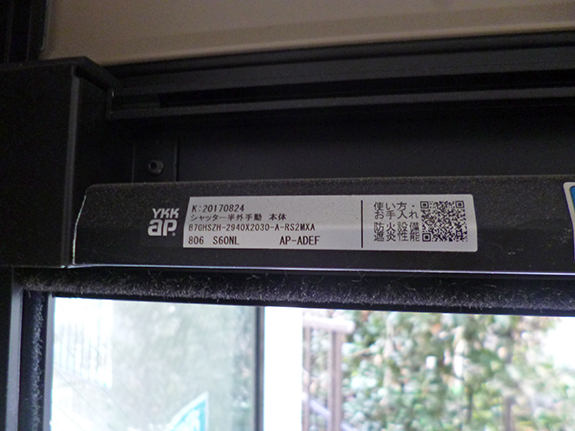 YKK
ap
K:20170824
シャッター半外手動 本体
B7GHSZH-2940X2030-A-RS2MXA
806 S60NL AP-ADEF
使い方・
お手入れ
防火設備
遮炎性能